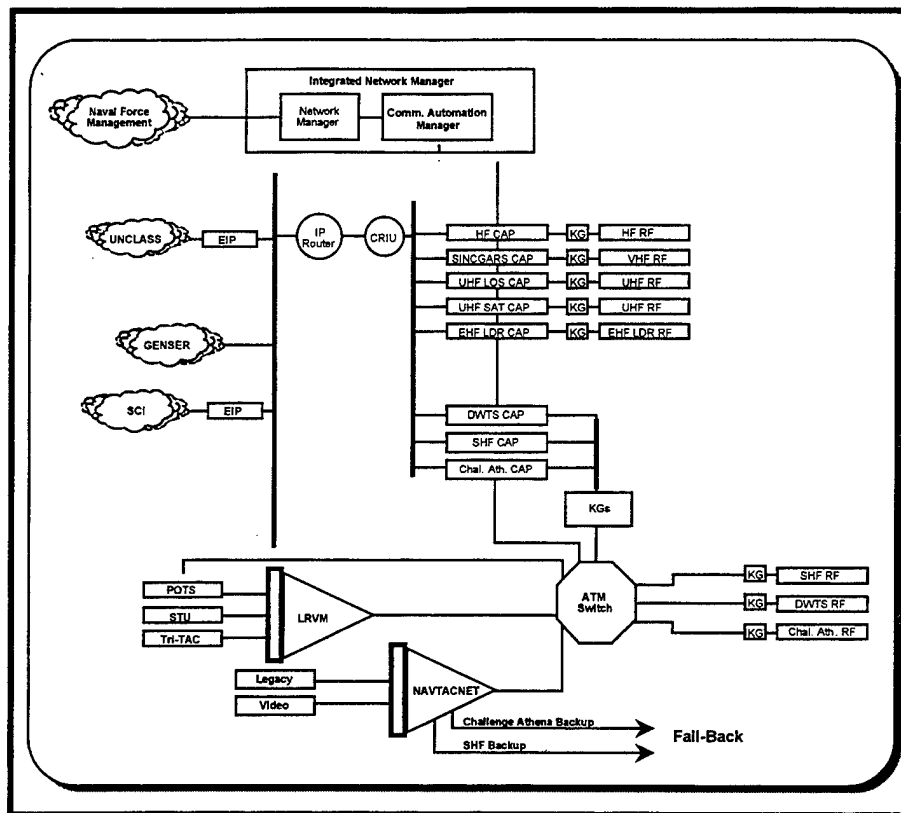 Integrated Network Manager
Naval Force
Management
Network
Manager
Comm. Automation
Manager
UNCLASS
EIP
IP
Router
CRIU
HF CAP
KG
HF RF
SINCGARS CAP
KG
VHF RF
UHF LOS CAP
KG
UHF RF
UHF SAT CAP
KG
UHF RF
EHF LDR CAP
KG
EHF LDR RF
GENSER
SCI
EIP
DWTS CAP
SHF CAP
Chal. Ath. CAP
KGs
POTS
STU
Tri-TAC
LRVM
ATM
Switch
KG
SHF RF
KG
DWTS RF
KG
Chal. Ath. RF
Legacy
Video
NAVTACNET
Challenge Athena Backup
SHF Backup
Fail-Back